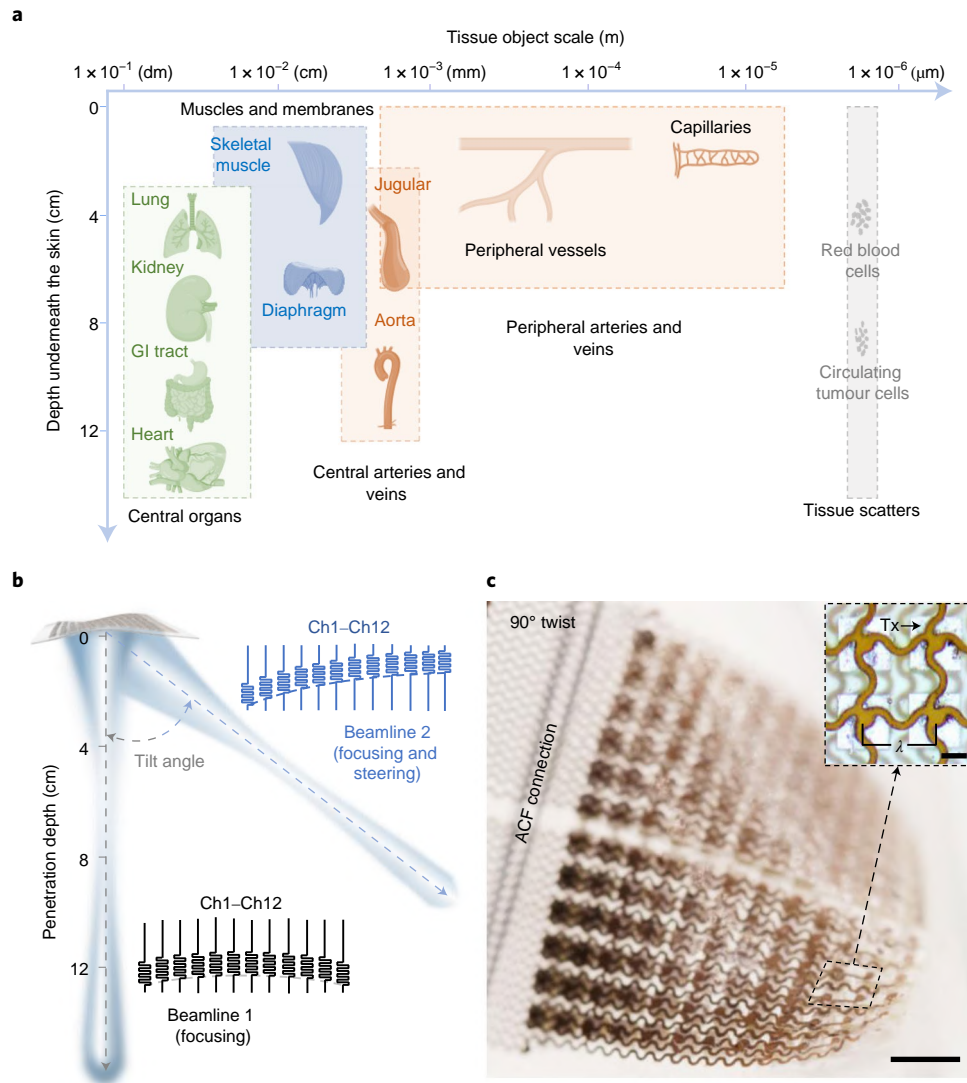 a
Tissue object scale (m)
1 × 10⁻¹ (dm) 1 × 10⁻² (cm) 1 × 10⁻³ (mm) 1 × 10⁻⁴ 1 × 10⁻⁵ 1 × 10⁻⁶ (μm)
Depth underneath the skin (cm)
0
4
8
12
Muscles and membranes
Skeletal
muscle
Diaphragm
Lung
Kidney
GI tract
Heart
Central organs
Jugular
Aorta
Central arteries and
veins
Capillaries
Peripheral vessels
Peripheral arteries and
veins
Red blood
cells
Circulating
tumour cells
Tissue scatters
b
Penetration depth (cm)
0
4
8
12
Tilt angle
Ch1–Ch12
Beamline 2
(focusing and
steering)
Ch1–Ch12
Beamline 1
(focusing)
c
90° twist
ACF connection
Tx
λ